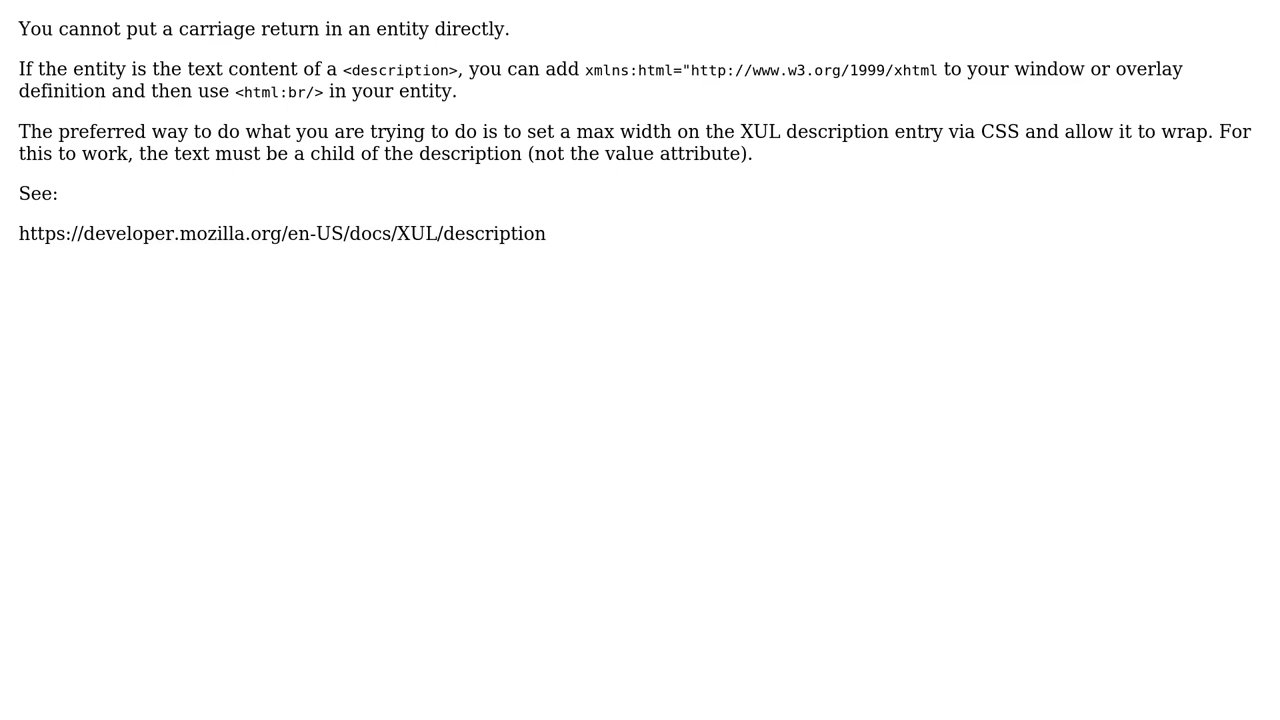 You cannot put a carriage return in an entity directly.
If the entity is the text content of a <description>, you can add xmlns:html="http://www.w3.org/1999/xhtml to your window or overlay
definition and then use <html:br/> in your entity.
The preferred way to do what you are trying to do is to set a max width on the XUL description entry via CSS and allow it to wrap. For
this to work, the text must be a child of the description (not the value attribute).
See:
https://developer.mozilla.org/en-US/docs/XUL/description